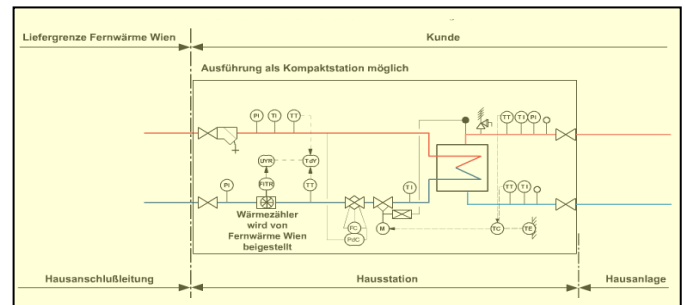 Liefergrenze Fernwärme Wien
Kunde
Ausführung als Kompaktstation möglich
PI TI TT
TT TI PI
UYR TdY
PI FITR TT TI
TT TI
Wärmezähler
wird von
Fernwärme Wien
beigestellt
FC
PdC
M
TC TE
Hausanschlußleitung
Hausstation
Hausanlage